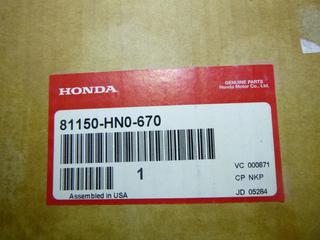 HONDA
GENUINE PARTS
Honda Motor Co., Ltd.
81150-HN0-670
1
VC 000871
CP NKP
Assembled in USA
JD 05284